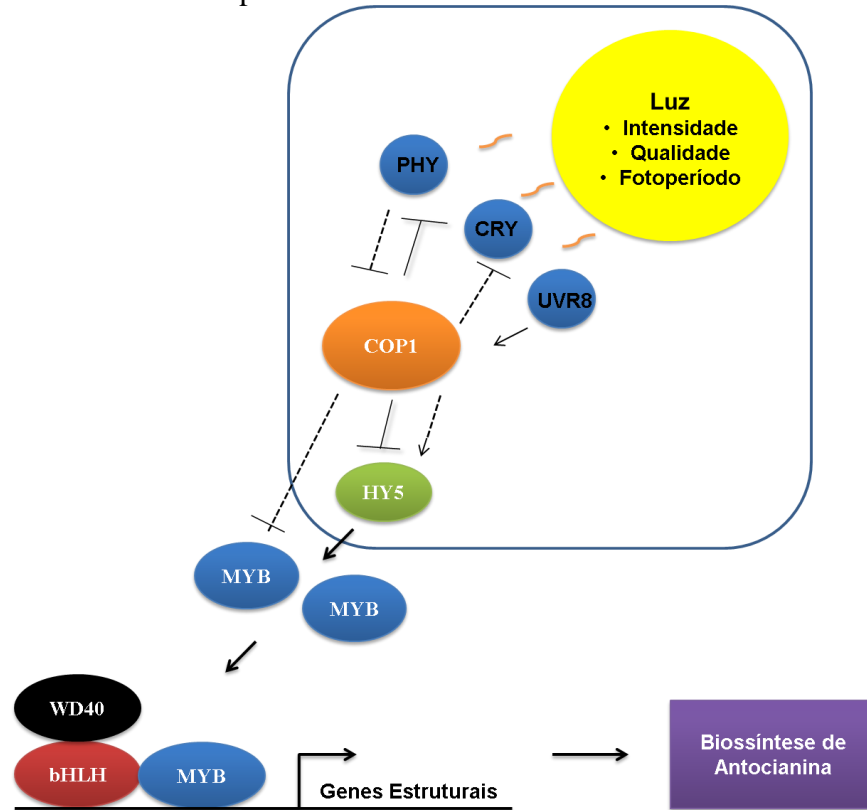 Luz
• Intensidade
• Qualidade
• Fotoperíodo
PHY
CRY
UVR8
COP1
HY5
MYB
MYB
WD40
bHLH
MYB
Genes Estruturais
Biossíntese de
Antocianina